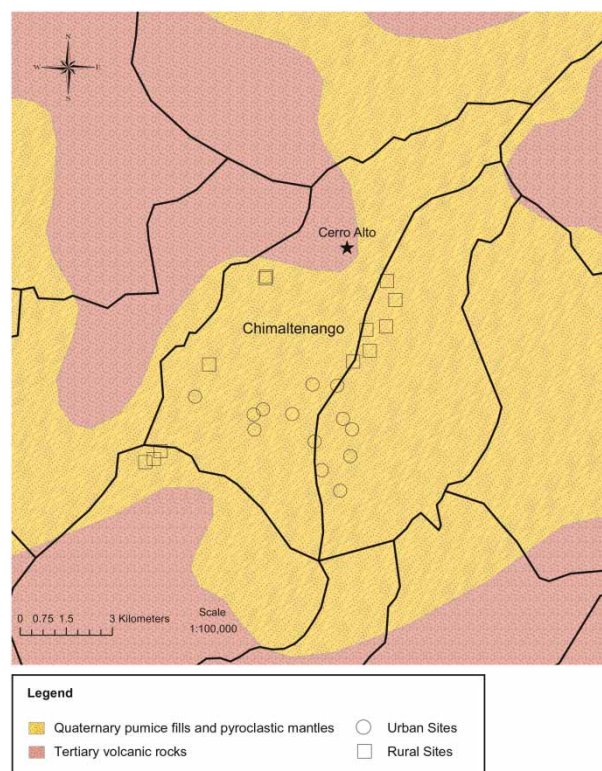 N
W E
S
Cerro Alto
Chimaltenango
0 0.75 1.5 3 Kilometers
Scale
1:100,000
Legend
Quaternary pumice fills and pyroclastic mantles
Urban Sites
Tertiary volcanic rocks
Rural Sites